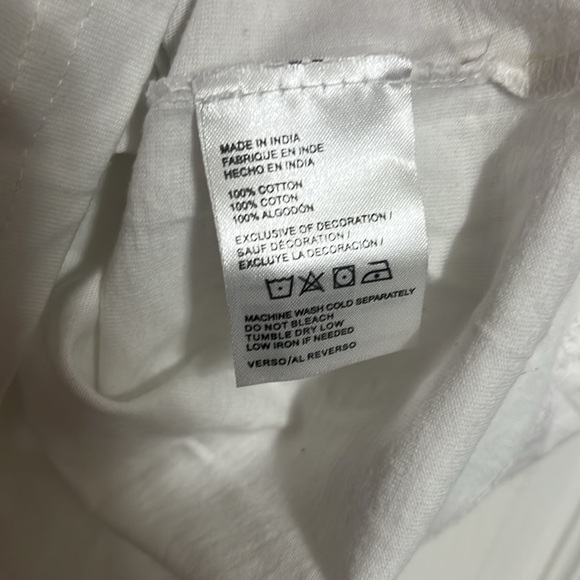 MADE IN INDIA
FABRIQUE EN INDE
HECHO EN INDIA
100% COTTON
100% COTON
100% ALGODÓN
EXCLUSIVE OF DECORATION/
SAUF DÉCORATION/
EXCLUYE LA DECORACIÓN/
MACHINE WASH COLD SEPARATELY
DO NOT BLEACH
TUMBLE DRY LOW
LOW IRON IF NEEDED
VERSO/AL REVERSO